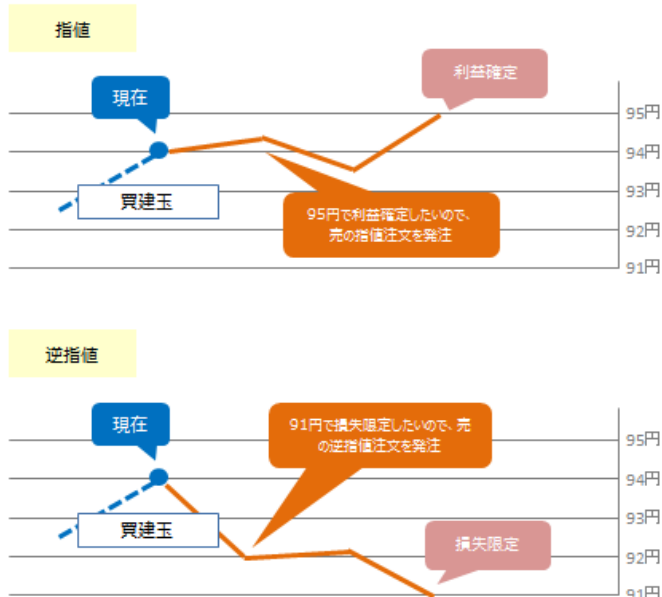 指値
利益確定
現在
95円
94円
93円
買建玉
95円で利益確定したいので、
売の指値注文を発注
92円
91円
逆指値
現在
91円で損失限定したいので、売
の逆指値注文を発注
95円
94円
93円
買建玉
損失限定
92円
91円